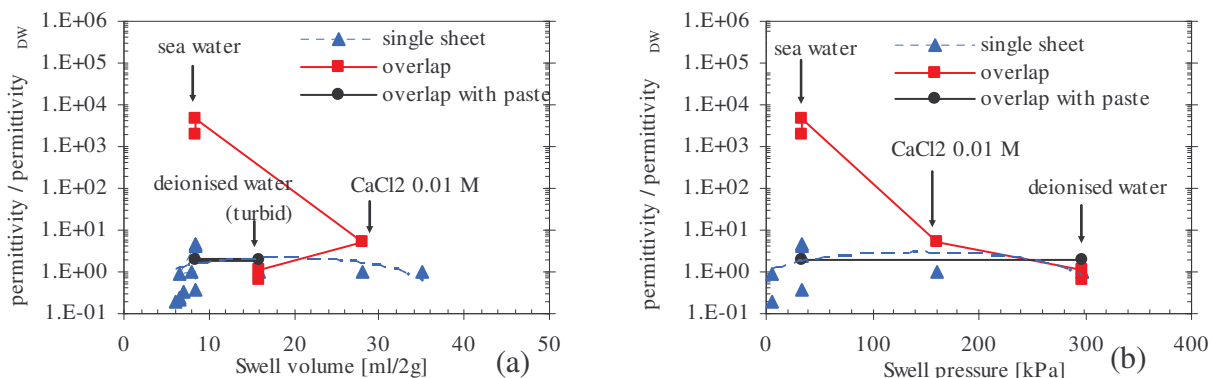 permittivity / permittivity DW
1.E+06
1.E+05
1.E+04
1.E+03
1.E+02
1.E+01
1.E+00
1.E-01
sea water
single sheet
overlap
overlap with paste
deionised water
(turbid)
CaCl2 0.01 M
0 10 20 30 40 50
Swell volume [ml/2g]
(a)
permittivity / permittivity DW
1.E+06
1.E+05
1.E+04
1.E+03
1.E+02
1.E+01
1.E+00
1.E-01
sea water
single sheet
overlap
overlap with paste
CaCl2 0.01 M
deionised water
0 100 200 300 400
Swell pressure [kPa]
(b)